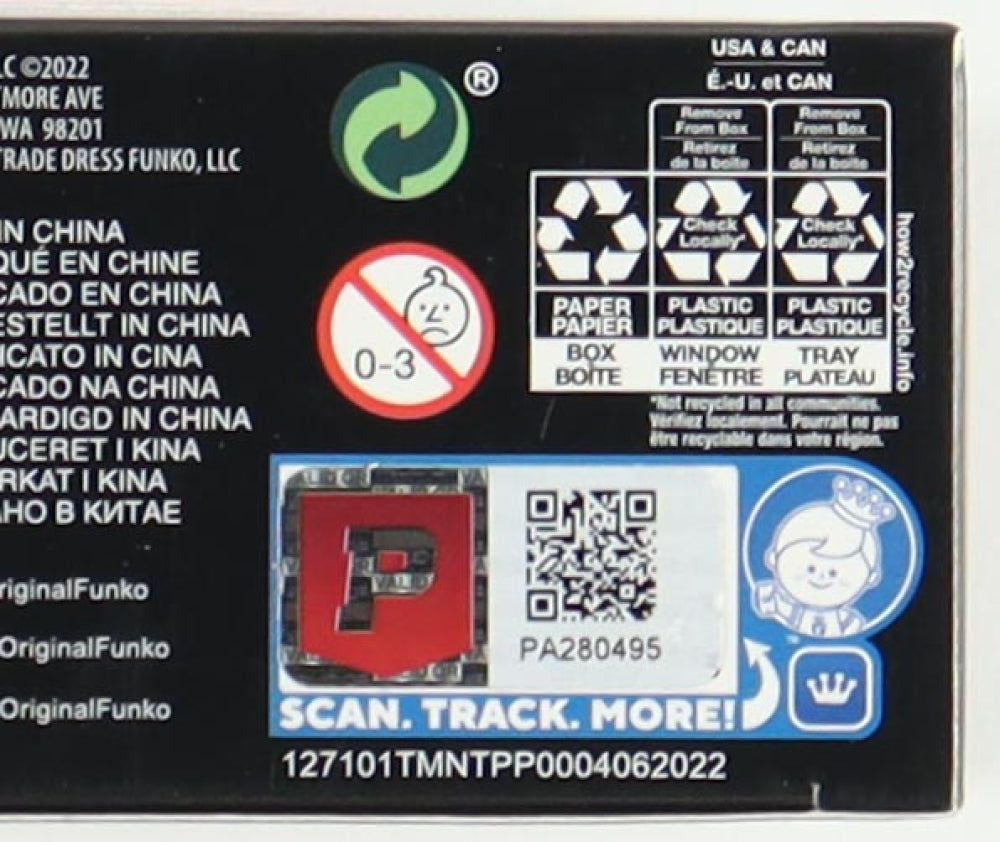 LC ©2022
TMORE AVE
WA 98201
TRADE DRESS FUNKO, LLC
IN CHINA
QUÉ EN CHINE
CADO EN CHINA
ESTELLT IN CHINA
ICATO IN CINA
CADO NA CHINA
AARDIGD IN CHINA
UCERET I KINA
RKAT I KINA
АНО В КИТАЕ
riginalFunko
OriginalFunko
OriginalFunko
®
0-3
USA & CAN
É.-U. et CAN
Remove From Box
Retirez de la boîte
Remove From Box
Retirez de la boîte
Check Locally*
Check Locally*
PAPER
PAPIER
PLASTIC
PLASTIQUE
PLASTIC
PLASTIQUE
BOX
BOÎTE
WINDOW
FENÊTRE
TRAY
PLATEAU
how2recycle.info
*Not recycled in all communities.
Vérifiez localement. Pourrait ne pas
être recyclable dans votre région.
P
VALID
PA280495
SCAN. TRACK. MORE!
127101TMNTPP0004062022